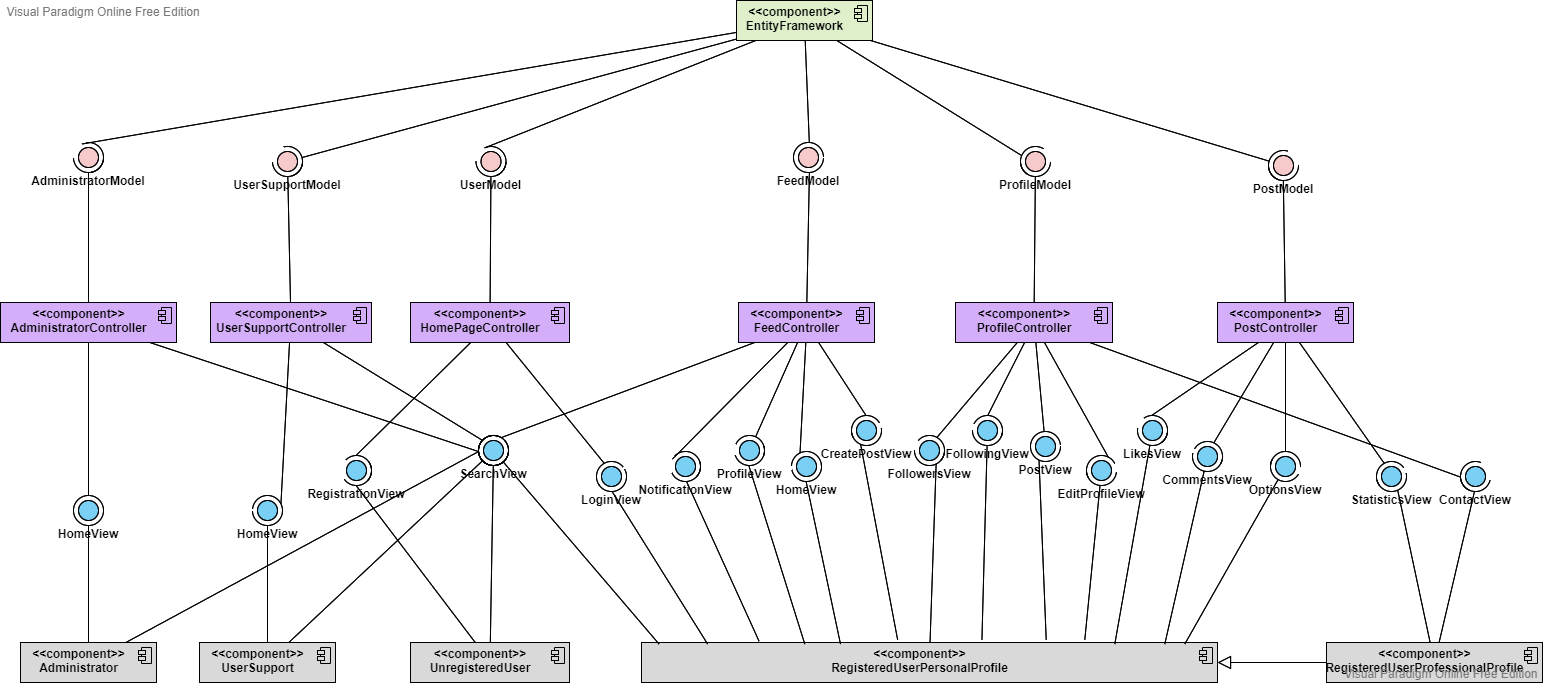 Visual Paradigm Online Free Edition
<<component>>
EntityFramework
AdministratorModel
UserSupportModel
UserModel
FeedModel
ProfileModel
PostModel
<<component>>
AdministratorController
<<component>>
UserSupportController
<<component>>
HomePageController
<<component>>
FeedController
<<component>>
ProfileController
<<component>>
PostController
SearchView
RegistrationView
LoginView
NotificationView
ProfileView
HomeView
CreatePostView
FollowersView
FollowingView
PostView
EditProfileView
LikesView
CommentsView
OptionsView
StatisticsView
ContactView
HomeView
HomeView
<<component>>
Administrator
<<component>>
UserSupport
<<component>>
UnregisteredUser
<<component>>
RegisteredUserPersonalProfile
<<component>>
RegisteredUserProfessionalProfile
Visual Paradigm Online Free Edition